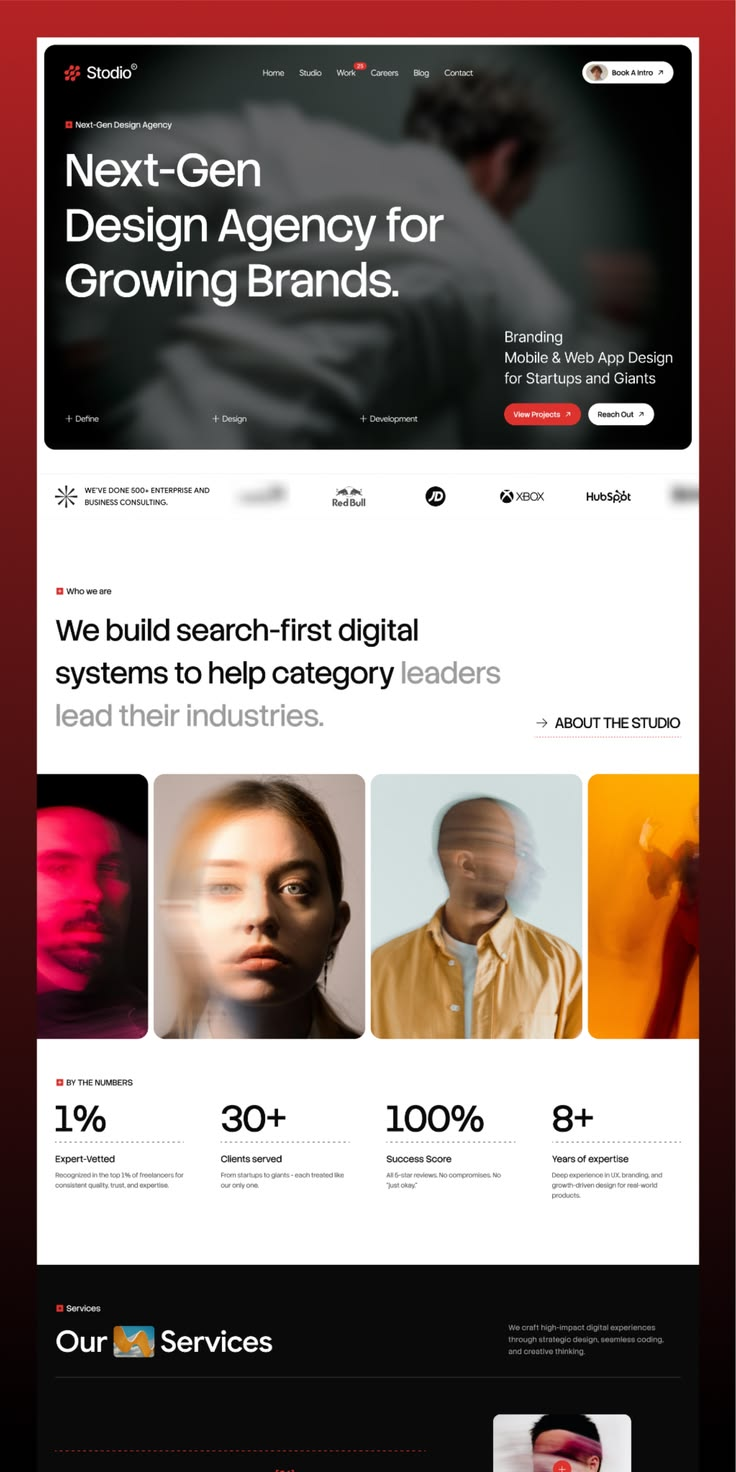 Stodio
Home Studio Work 25 Careers Blog Contact
Book A Intro
Next-Gen Design Agency
Next-Gen
Design Agency for
Growing Brands.
Branding
Mobile & Web App Design
for Startups and Giants
View Projects Reach Out
+ Define + Design + Development
WE'VE DONE 500+ ENTERPRISE AND
BUSINESS CONSULTING.
Red Bull
JD
XBOX
HubSpot
Who we are
We build search-first digital
systems to help category leaders
lead their industries.
→ ABOUT THE STUDIO
BY THE NUMBERS
1%
Expert-Vetted
Recognized in the top 1% of freelancers for
consistent quality, trust, and expertise.
30+
Clients served
From startups to giants - each treated like
our only one.
100%
Success Score
All 5-star reviews. No compromises. No
"just okay."
8+
Years of expertise
Deep experience in UX, branding, and
growth-driven design for real-world
products.
Services
Our Services
We craft high-impact digital experiences
through strategic design, seamless coding,
and creative thinking.